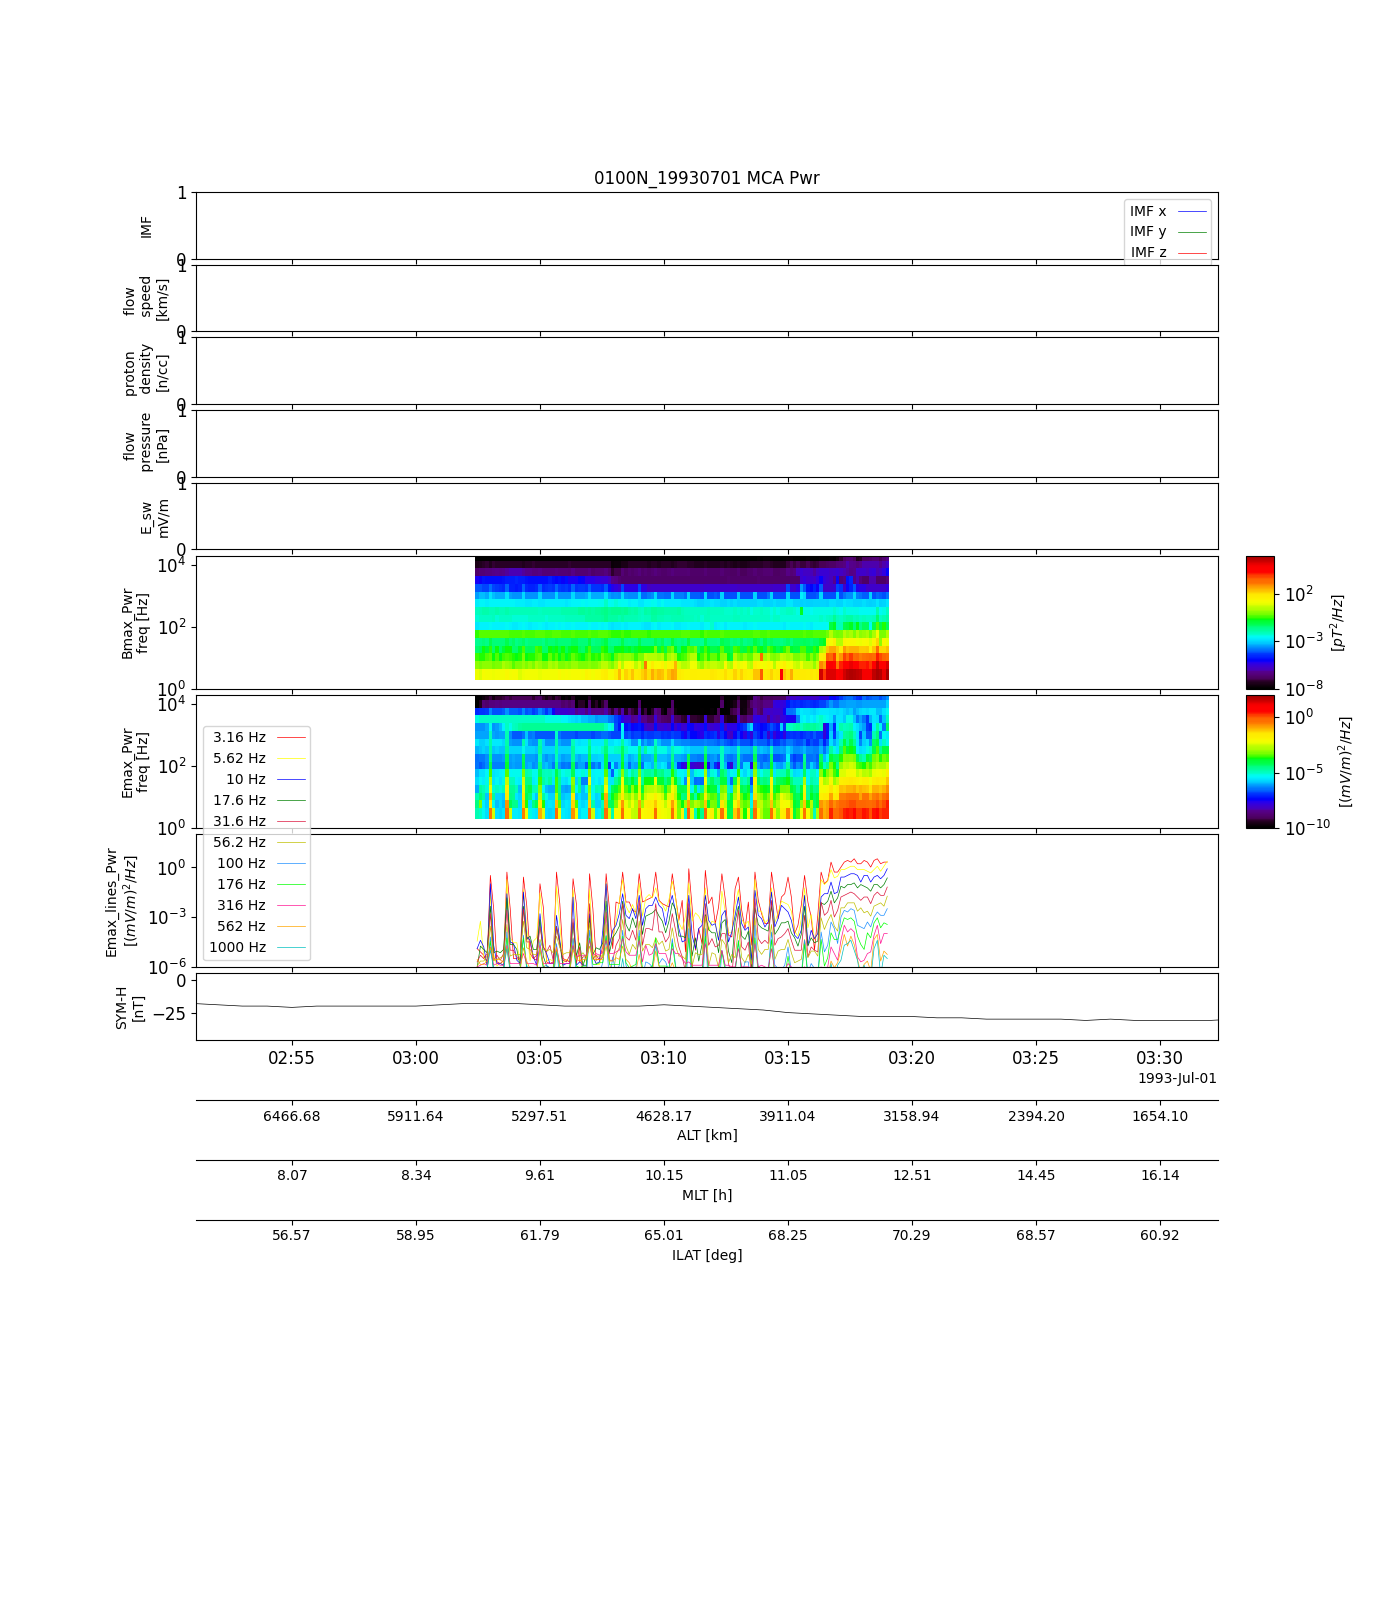 0100N_19930701 MCA Pwr
1
IMF
0
IMF x
IMF y
IMF z
1
flow
speed
[km/s]
0
1
proton
density
[n/cc]
0
1
flow
pressure
[nPa]
0
1
E_sw
mV/m
0
10^4
Bmax_Pwr
freq [Hz]
10^2
10^0
10^2
10^-3
10^-8
[pT^2/Hz]
10^4
Emax_Pwr
freq [Hz]
10^2
10^0
10^0
10^-5
10^-10
[(mV/m)^2/Hz]
3.16 Hz
5.62 Hz
10 Hz
17.6 Hz
31.6 Hz
56.2 Hz
100 Hz
176 Hz
316 Hz
562 Hz
1000 Hz
Emax_lines_Pwr
[(mV/m)^2/Hz]
10^0
10^-3
10^-6
SYM-H
[nT]
0
−25
02:55 03:00 03:05 03:10 03:15 03:20 03:25 03:30
1993-Jul-01
6466.68 5911.64 5297.51 4628.17 3911.04 3158.94 2394.20 1654.10
ALT [km]
8.07 8.34 9.61 10.15 11.05 12.51 14.45 16.14
MLT [h]
56.57 58.95 61.79 65.01 68.25 70.29 68.57 60.92
ILAT [deg]